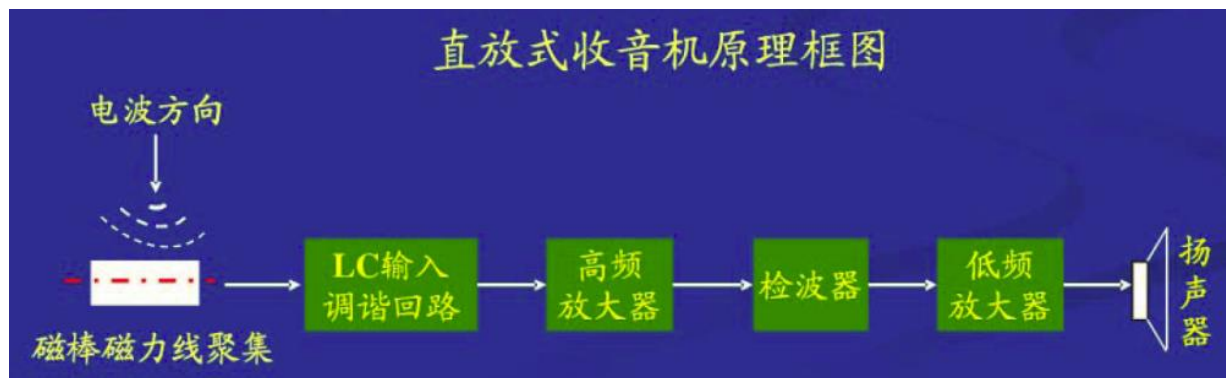 直放式收音机原理框图
电波方向
LC输入
调谐回路
高频
放大器
检波器
低频
放大器
扬声器
磁棒磁力线聚集